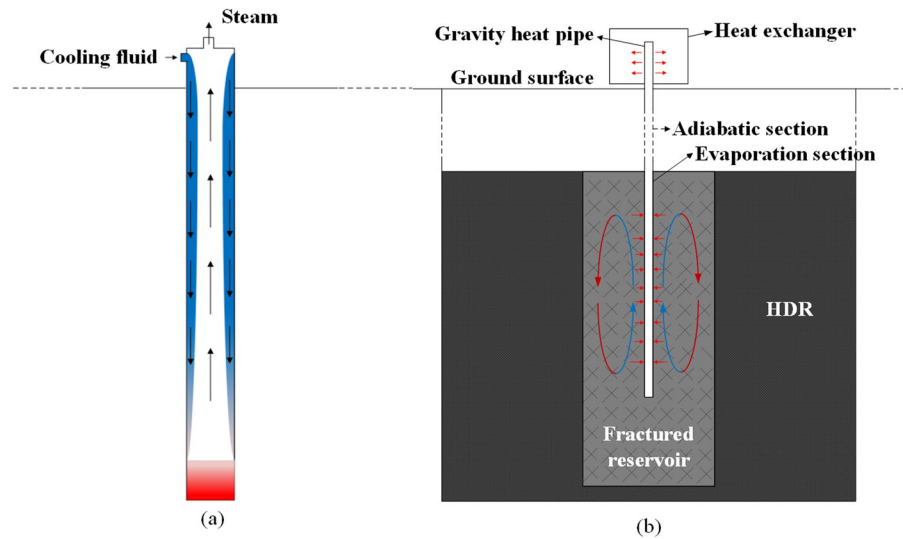 Steam
Cooling fluid
(a)
Gravity heat pipe
Heat exchanger
Ground surface
Adiabatic section
Evaporation section
HDR
Fractured
reservoir
(b)